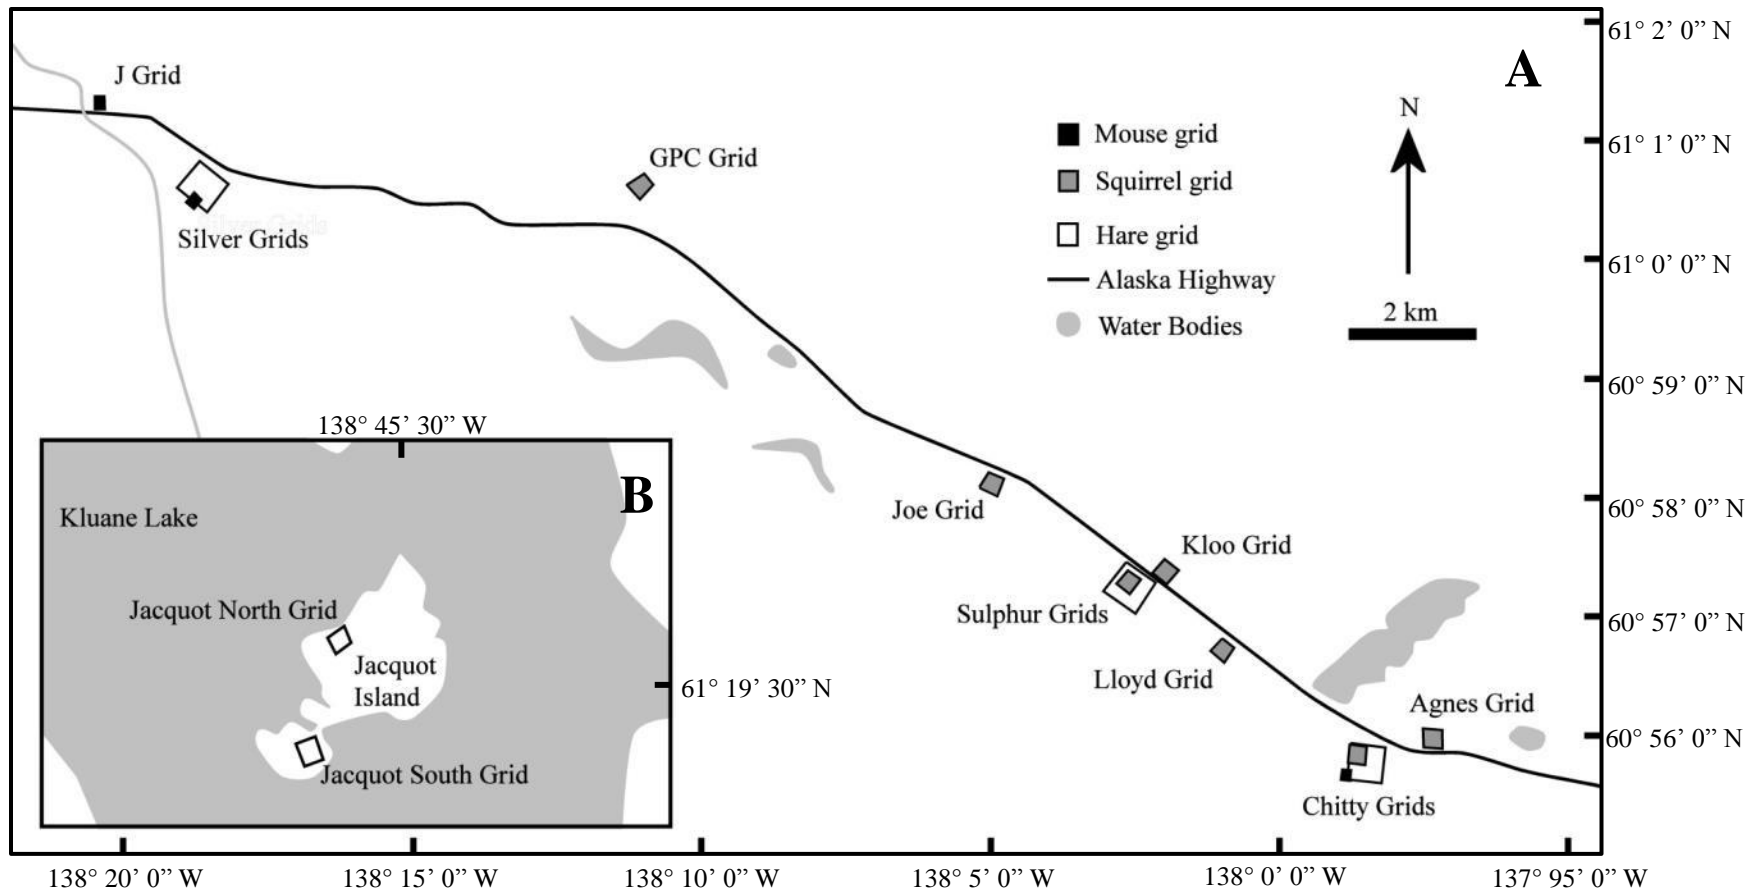 A
61° 2’ 0” N
J Grid
N
Mouse grid
61° 1’ 0” N
GPC Grid
Squirrel grid
Silver Grids
Silver Grids
Hare grid
61° 0’ 0” N
Alaska Highway
2 km
Water Bodies
60° 59’ 0” N
138° 45’ 30” W
B
Kluane Lake
Joe Grid
60° 58’ 0” N
Kloo Grid
Jacquot North Grid
Sulphur Grids
60° 57’ 0” N
Jacquot
Island
61° 19’ 30” N
Lloyd Grid
Agnes Grid
60° 56’ 0” N
Jacquot South Grid
Chitty Grids
138° 20’ 0” W
138° 15’ 0” W
138° 10’ 0” W
138° 5’ 0” W
138° 0’ 0” W
137° 95’ 0” W